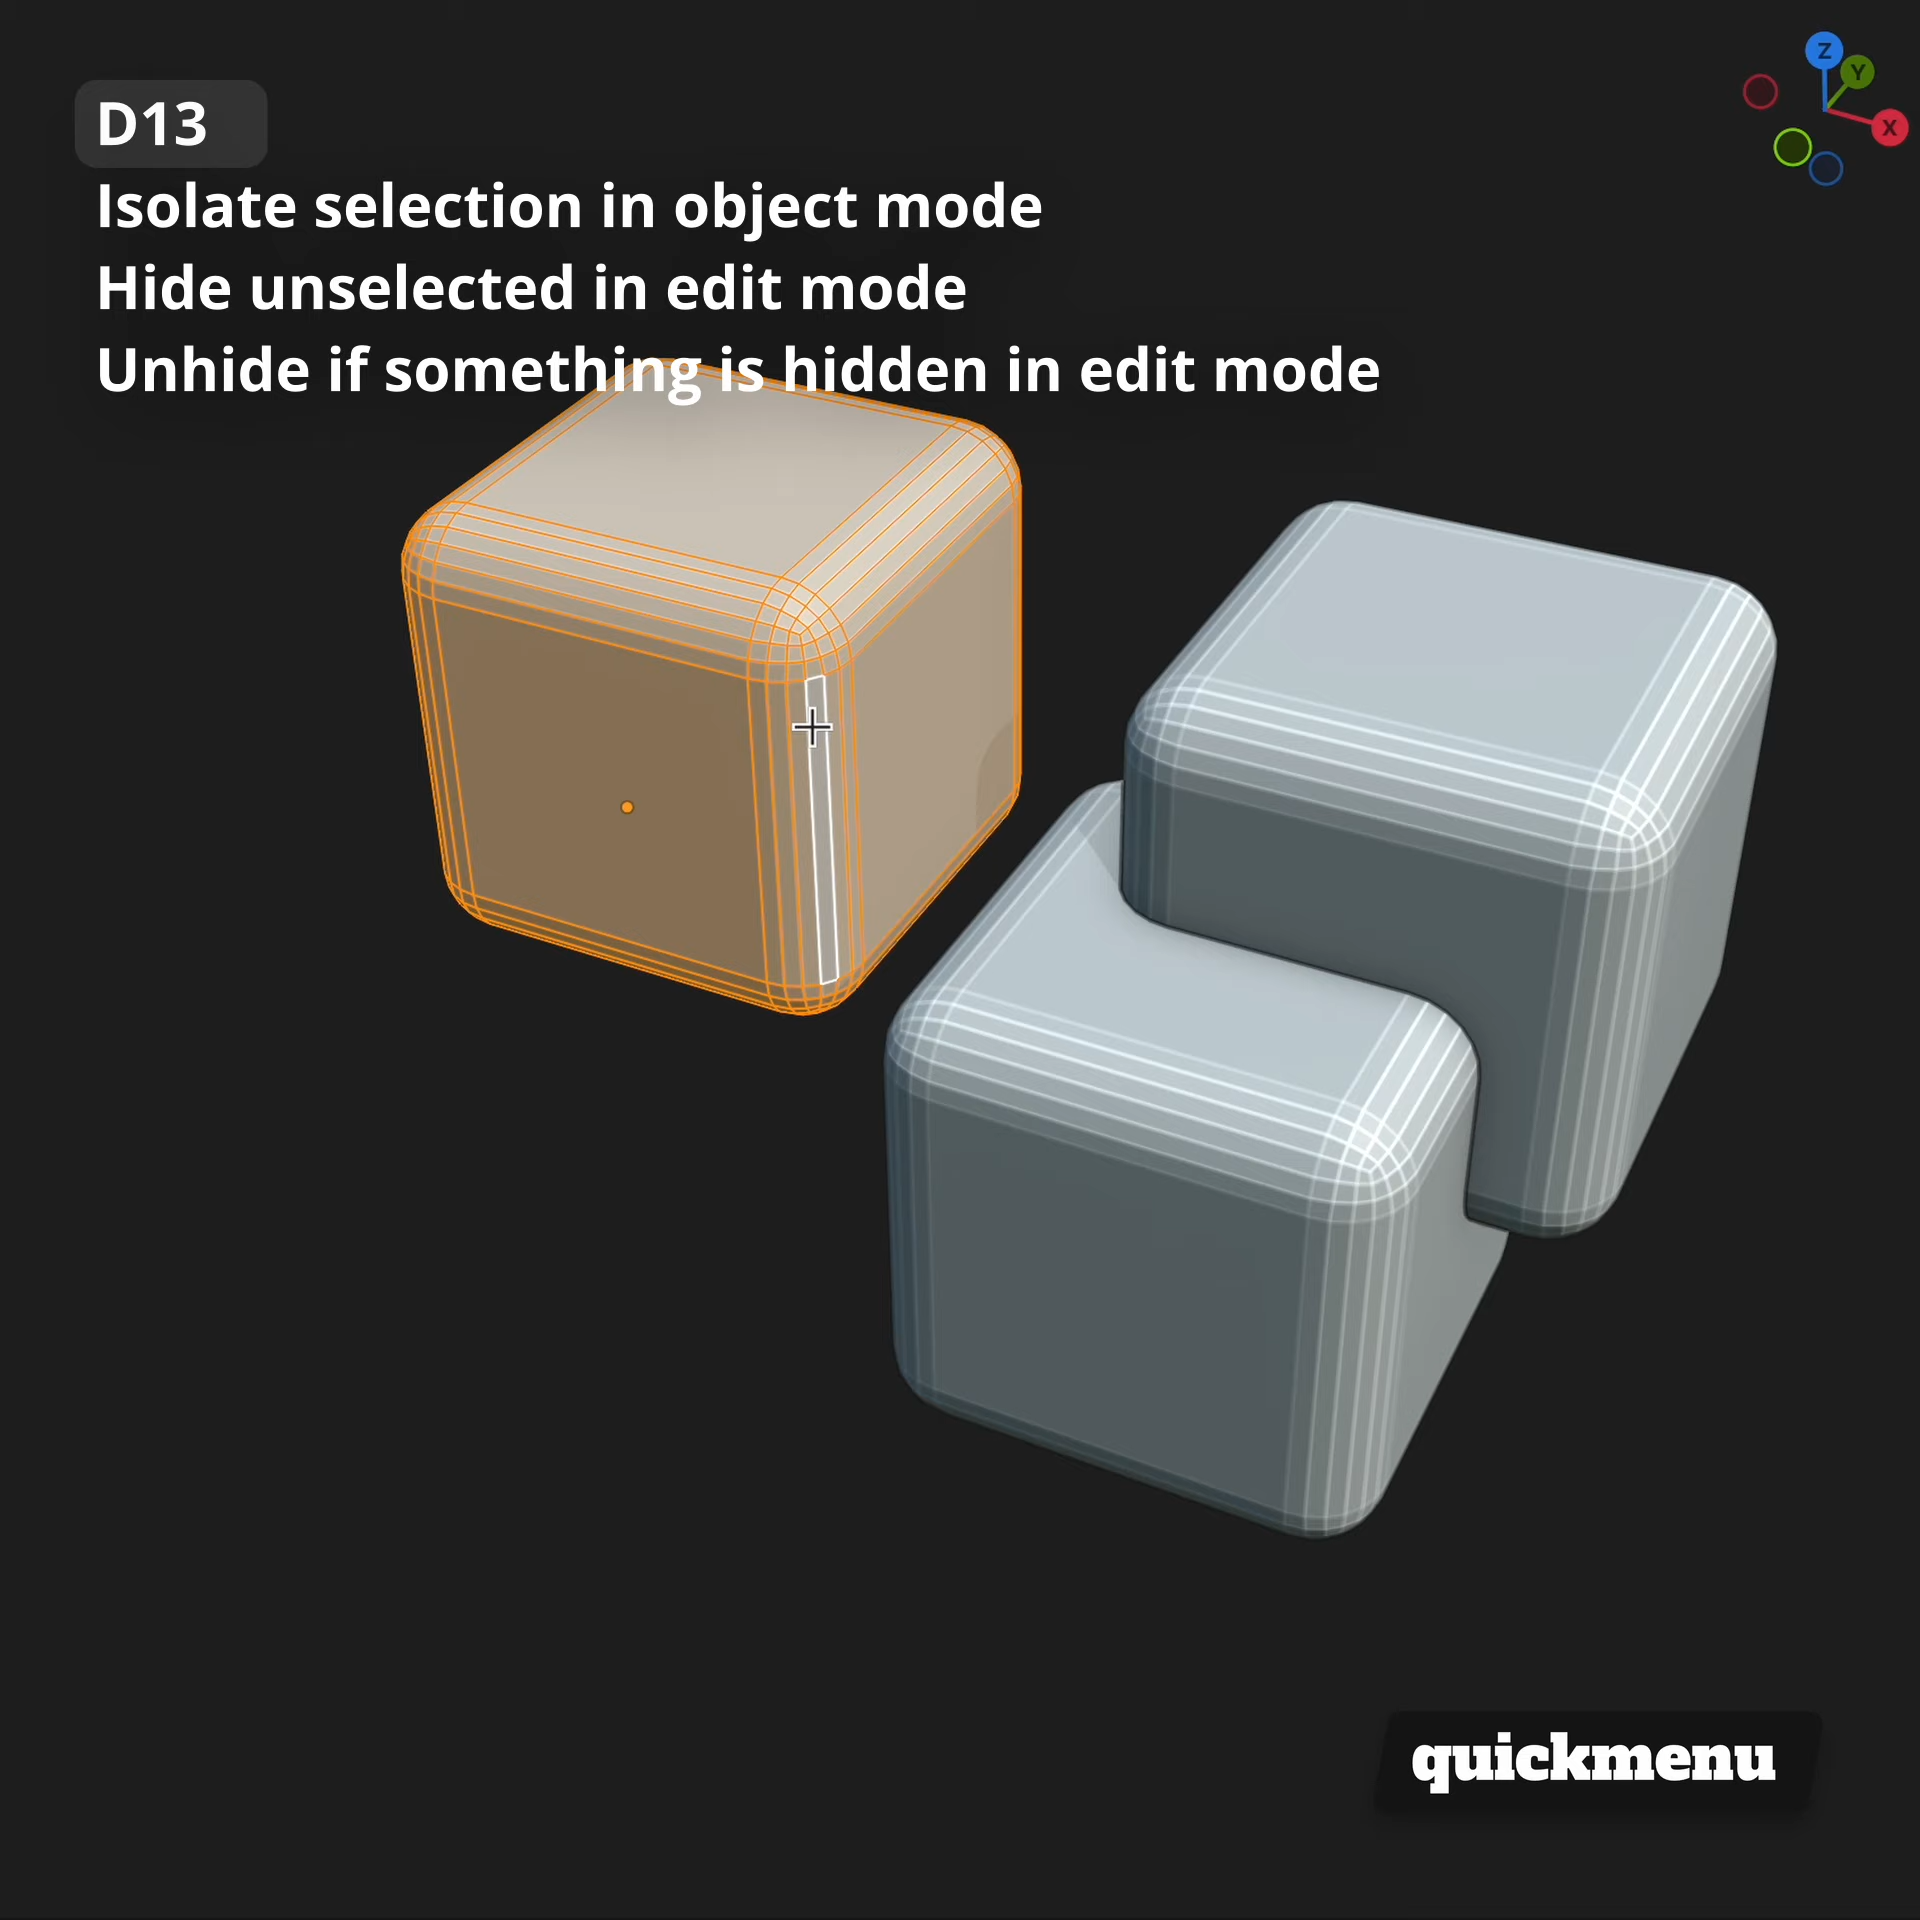 D13
Isolate selection in object mode
Hide unselected in edit mode
Unhide if something is hidden in edit mode
Z
Y
X
quickmenu